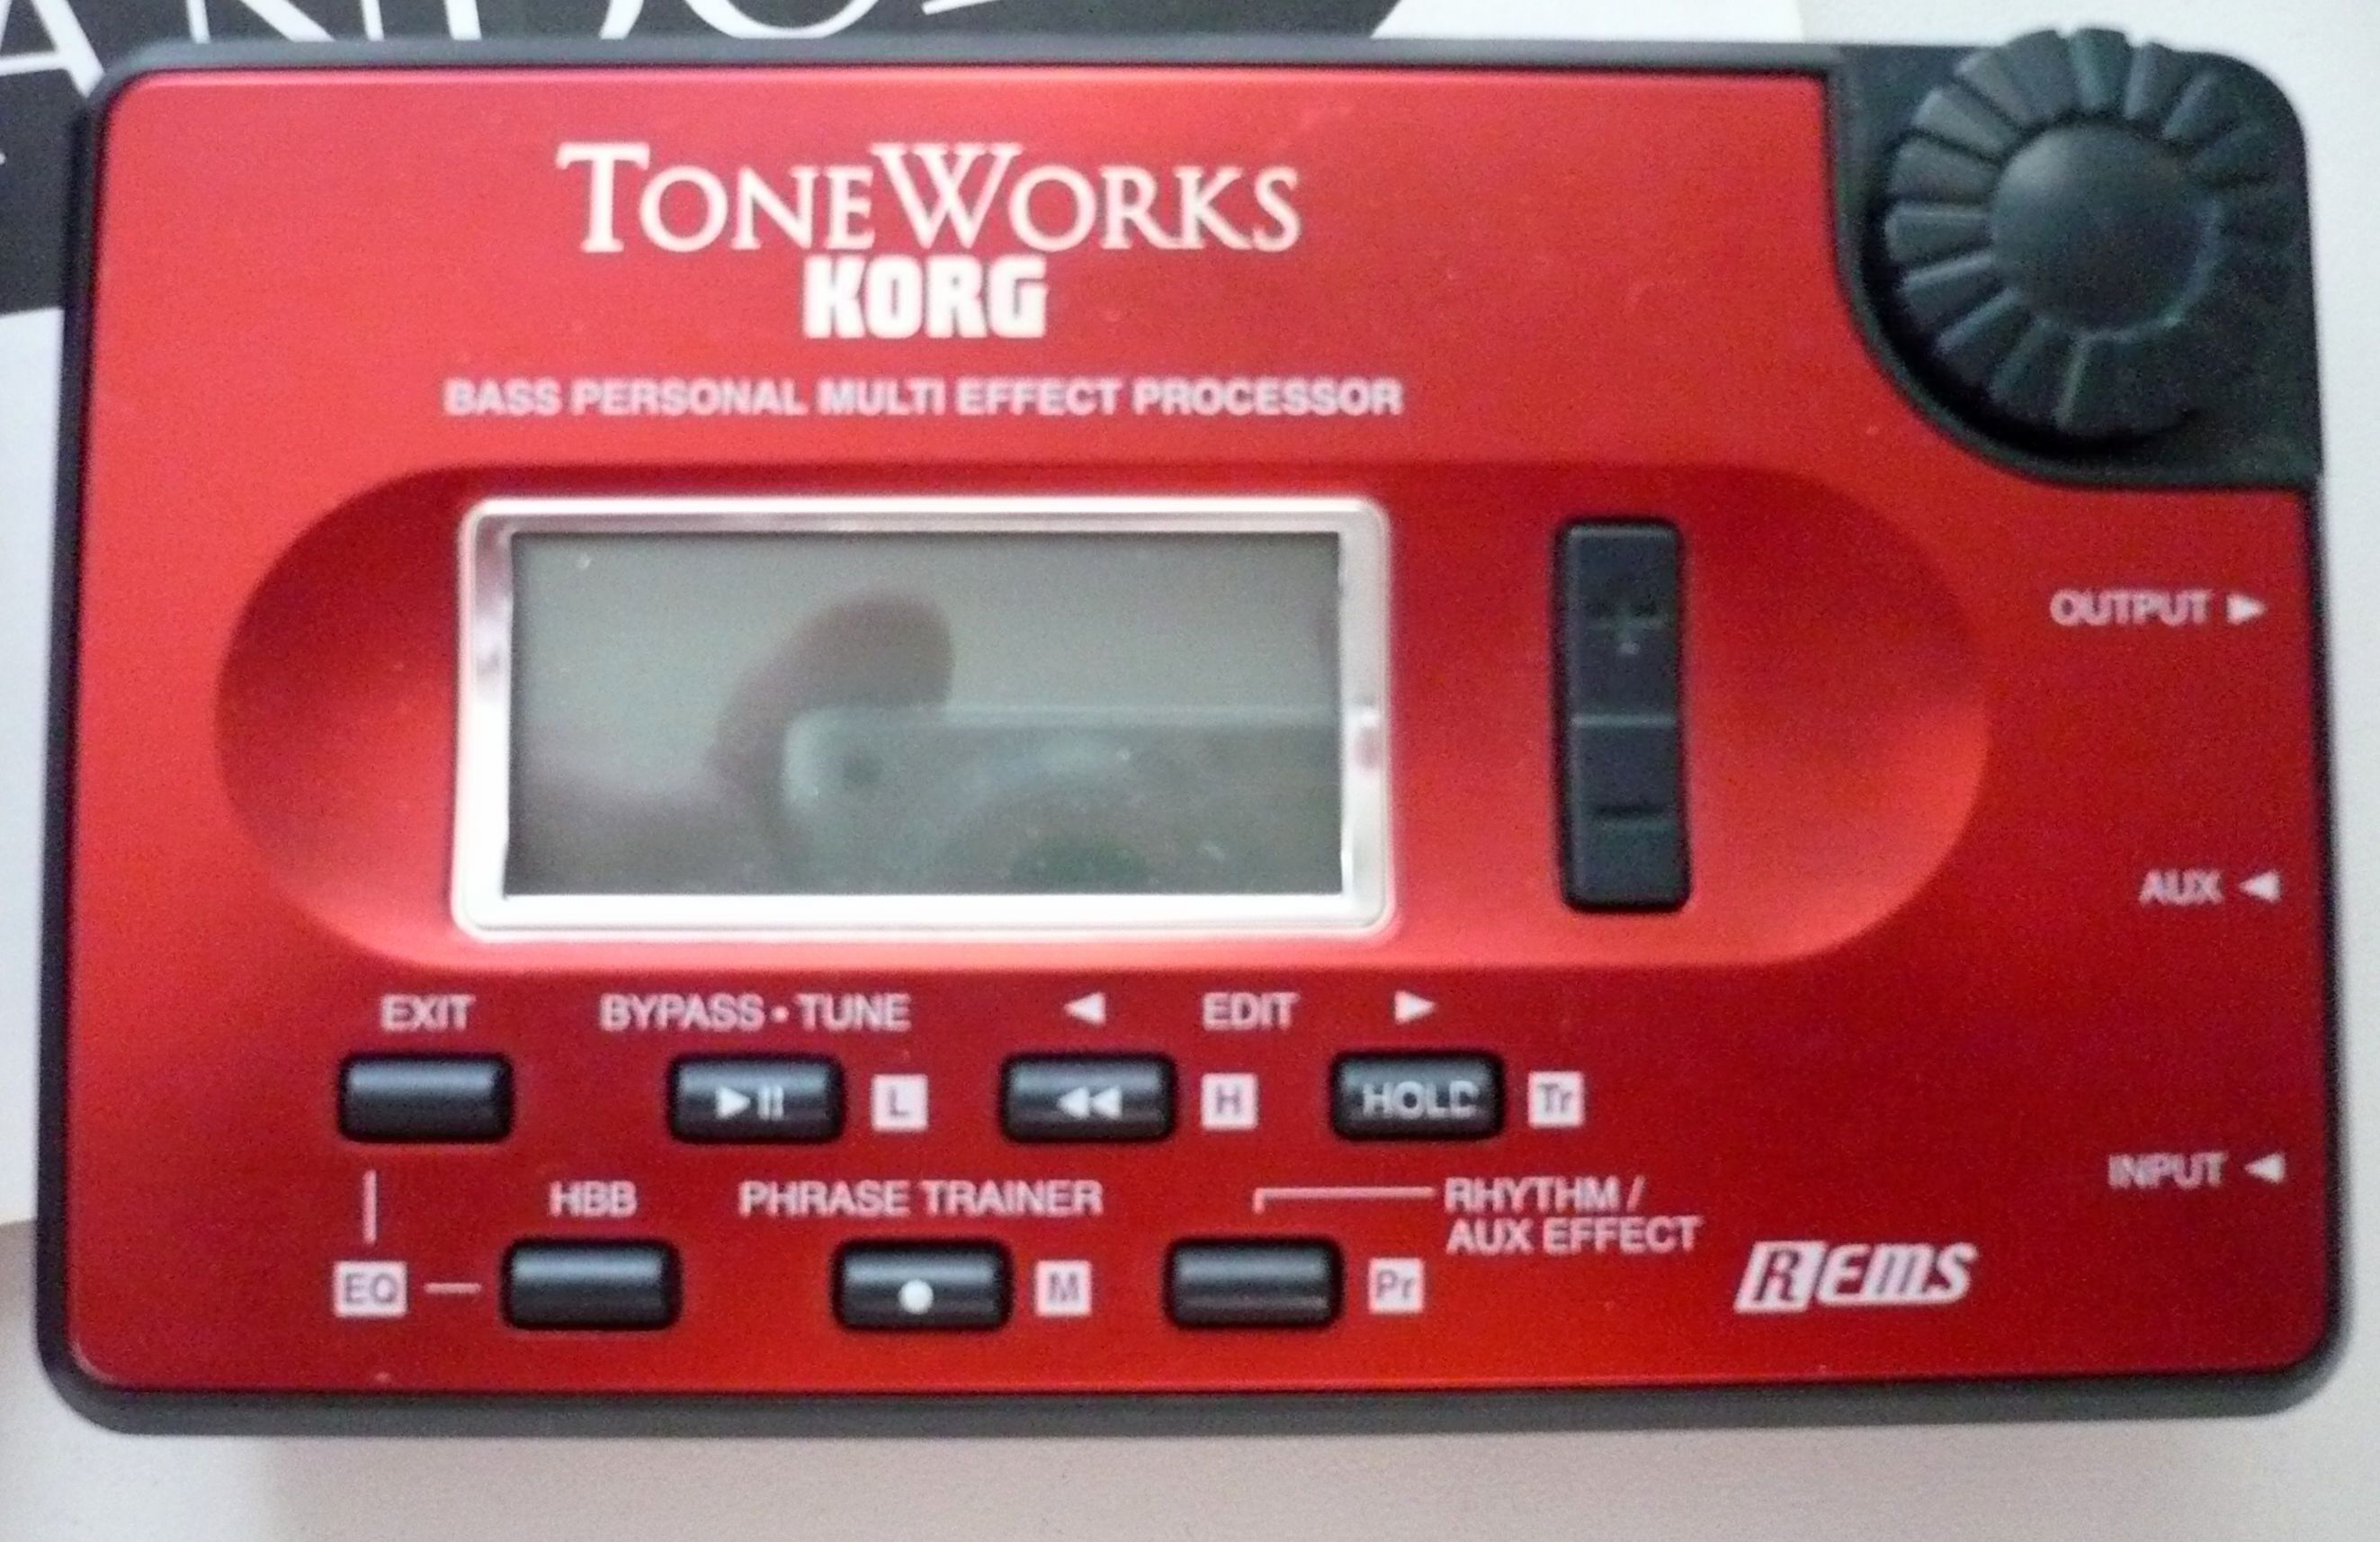 TONEWORKS
KORG
BASS PERSONAL MULTI EFFECT PROCESSOR
OUTPUT ▶
AUX ◀
EXIT BYPASS • TUNE ◀ EDIT ▶
▶II L ◀◀ H HOLD Tr
INPUT ◀
HBB PHRASE TRAINER RHYTHM /
AUX EFFECT
EQ ● M Pr
REMS